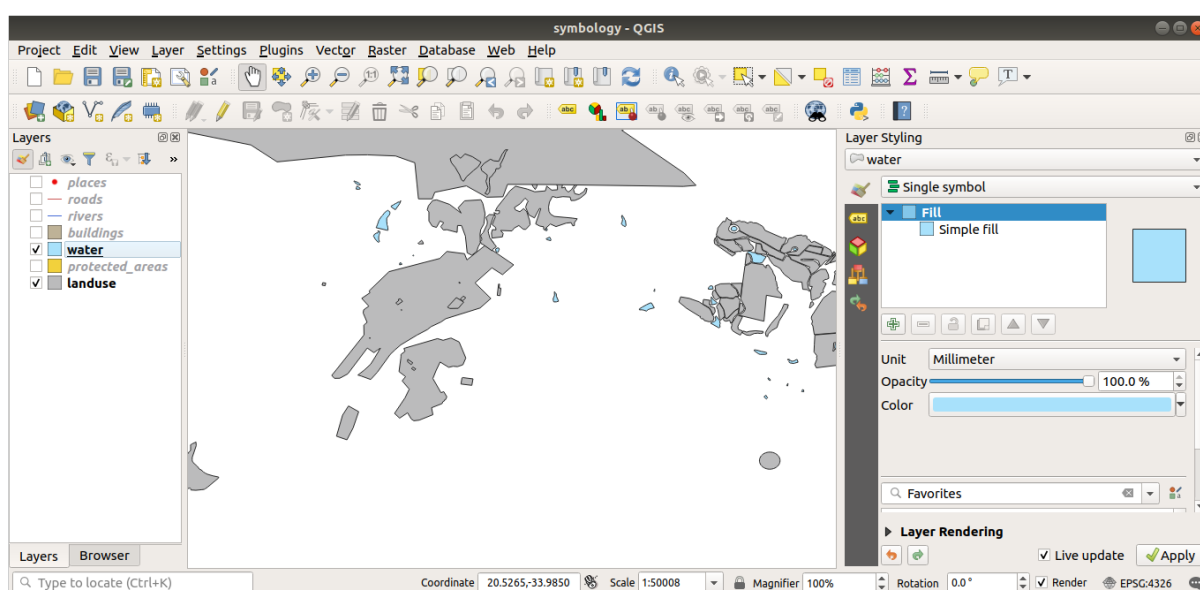 symbology - QGIS
Project Edit View Layer Settings Plugins Vector Raster Database Web Help
Layers
places
roads
rivers
buildings
water
protected_areas
landuse
Layers Browser
Layer Styling
water
Single symbol
Fill
Simple fill
Unit Millimeter
Opacity 100.0 %
Color
Favorites
Layer Rendering
Live update Apply
Type to locate (Ctrl+K) Coordinate 20.5265,-33.9850 Scale 1:50008 Magnifier 100% Rotation 0.0° Render EPSG:4326